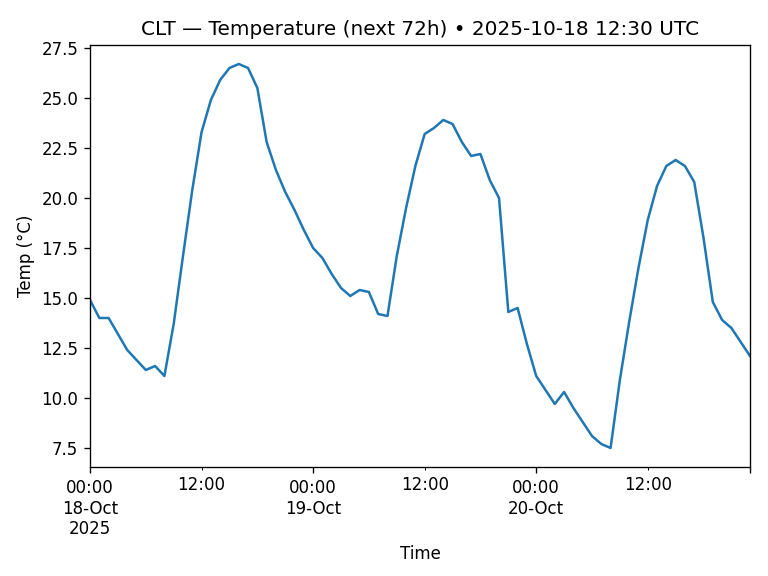 CLT — Temperature (next 72h) • 2025-10-18 12:30 UTC
27.5
25.0
22.5
20.0
17.5
15.0
12.5
10.0
7.5
Temp (°C)
00:00 12:00 00:00 12:00 00:00 12:00
18-Oct 19-Oct 20-Oct
2025
Time